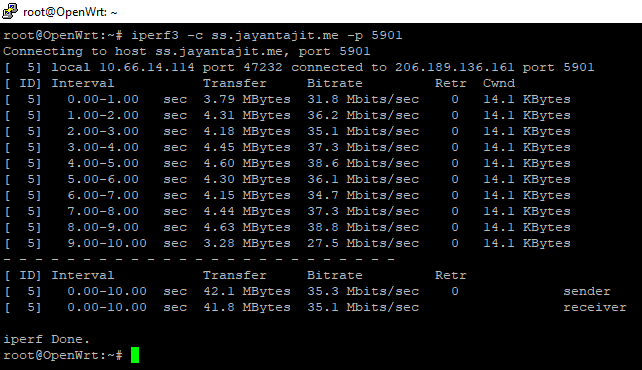 root@OpenWrt: ~
root@OpenWrt:~# iperf3 -c ss.jayantajit.me -p 5901
Connecting to host ss.jayantajit.me, port 5901
[  5] local 10.66.14.114 port 47232 connected to 206.189.136.161 port 5901
[ ID] Interval           Transfer     Bitrate         Retr  Cwnd
[  5]   0.00-1.00   sec  3.79 MBytes  31.8 Mbits/sec    0   14.1 KBytes
[  5]   1.00-2.00   sec  4.31 MBytes  36.2 Mbits/sec    0   14.1 KBytes
[  5]   2.00-3.00   sec  4.18 MBytes  35.1 Mbits/sec    0   14.1 KBytes
[  5]   3.00-4.00   sec  4.45 MBytes  37.3 Mbits/sec    0   14.1 KBytes
[  5]   4.00-5.00   sec  4.60 MBytes  38.6 Mbits/sec    0   14.1 KBytes
[  5]   5.00-6.00   sec  4.30 MBytes  36.1 Mbits/sec    0   14.1 KBytes
[  5]   6.00-7.00   sec  4.15 MBytes  34.7 Mbits/sec    0   14.1 KBytes
[  5]   7.00-8.00   sec  4.44 MBytes  37.3 Mbits/sec    0   14.1 KBytes
[  5]   8.00-9.00   sec  4.63 MBytes  38.8 Mbits/sec    0   14.1 KBytes
[  5]   9.00-10.00  sec  3.28 MBytes  27.5 Mbits/sec    0   14.1 KBytes
- - - - - - - - - - - - - - - - - - - - - - - - -
[ ID] Interval           Transfer     Bitrate         Retr
[  5]   0.00-10.00  sec  42.1 MBytes  35.3 Mbits/sec    0             sender
[  5]   0.00-10.00  sec  41.8 MBytes  35.1 Mbits/sec                  receiver
iperf Done.
root@OpenWrt:~#